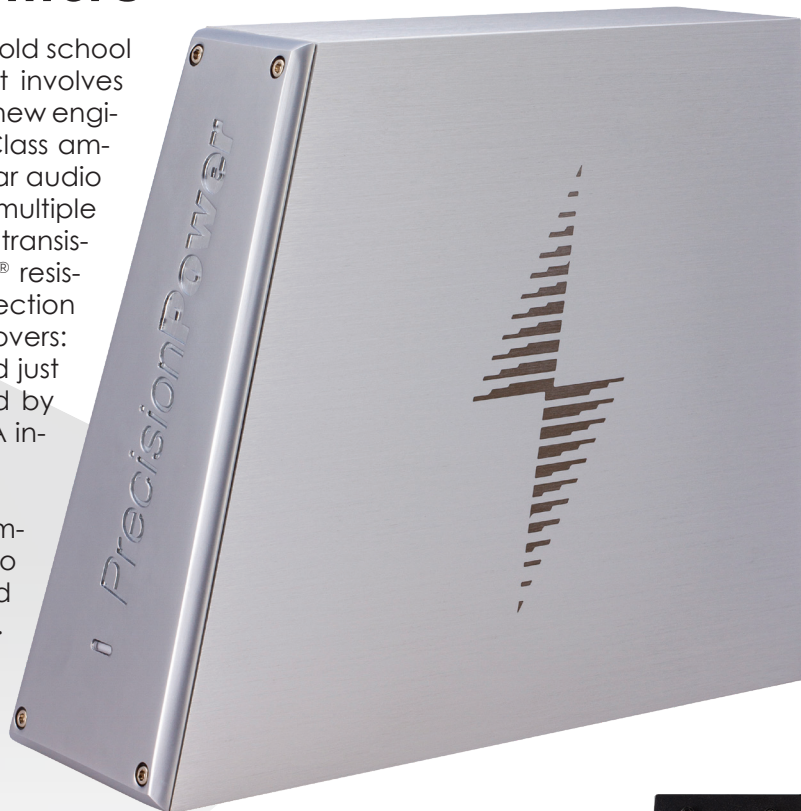 old school
t involves
new engi-
Class am-
ar audio
multiple
transis-
® resis-
ection
overs:
d just
d by
A in-
m-
o
d
PrecisionPower